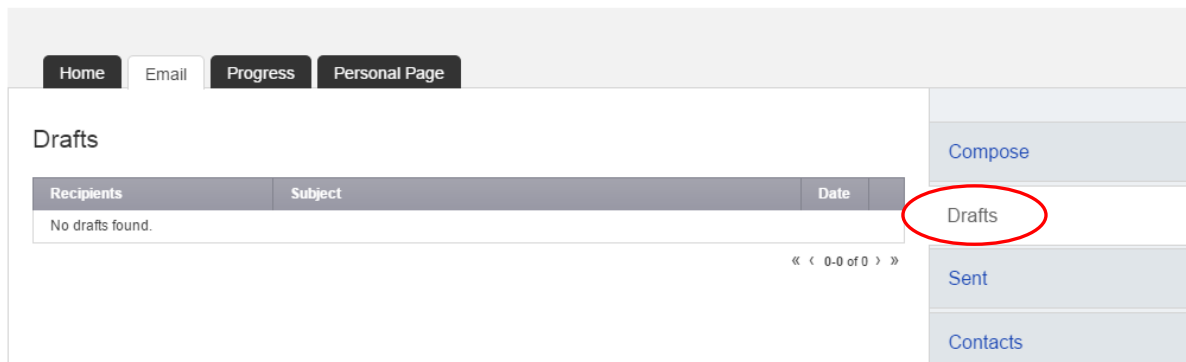 Home Email Progress Personal Page
Drafts
Recipients Subject Date
No drafts found.
« ‹ 0-0 of 0 › »
Compose
Drafts
Sent
Contacts